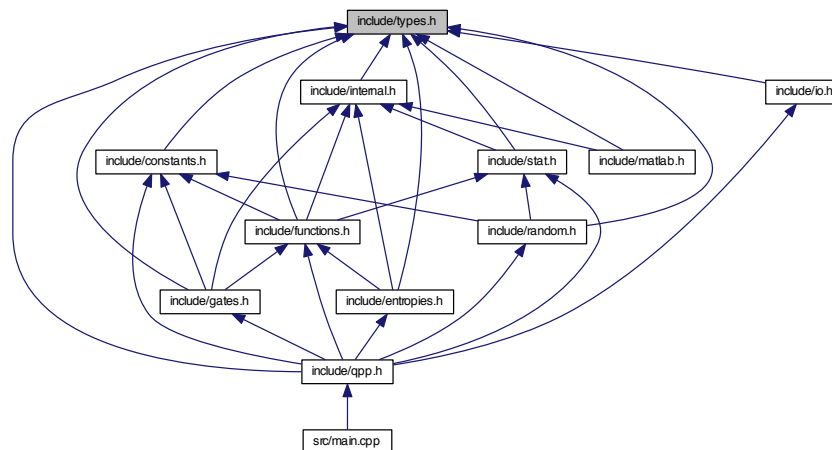 include/types.h
include/internal.h
include/io.h
include/constants.h
include/stat.h
include/matlab.h
include/functions.h
include/random.h
include/gates.h
include/entropies.h
include/qpp.h
src/main.cpp